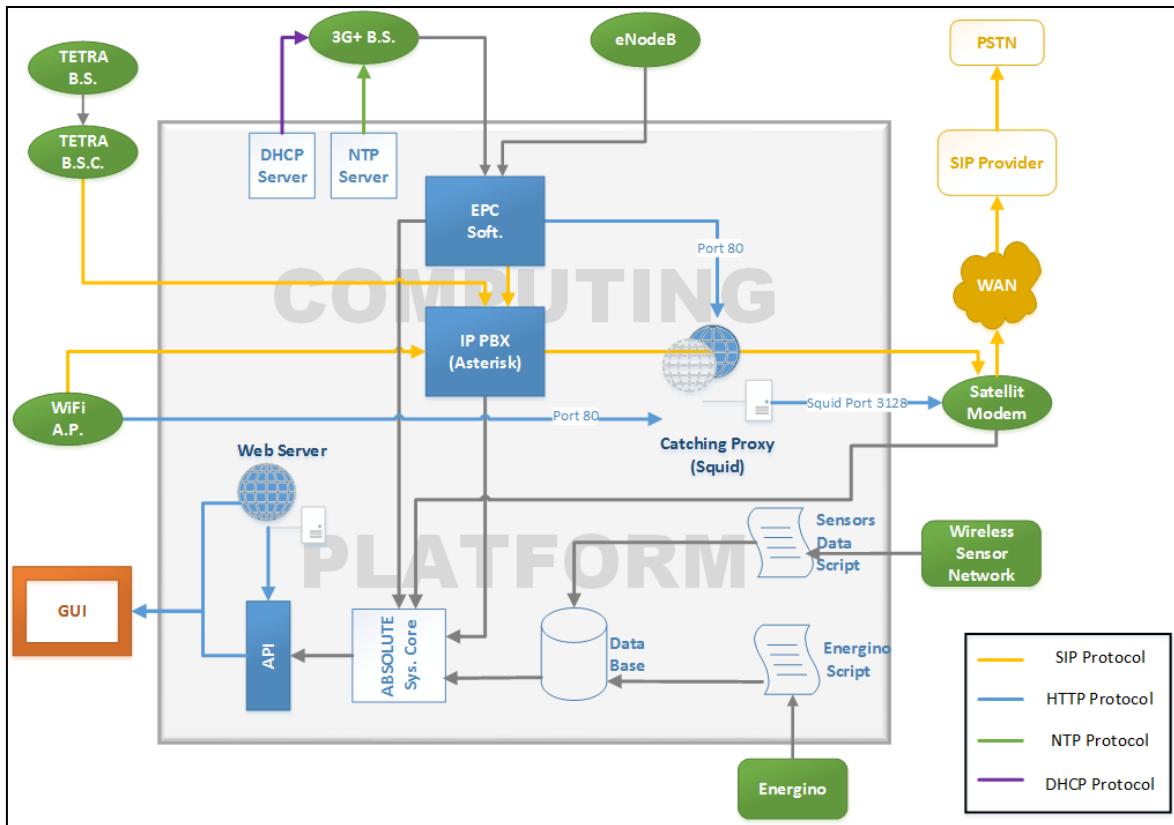 TETRA
B.S.
TETRA
B.S.C.
3G+ B.S.
eNodeB
PSTN
DHCP
Server
NTP
Server
SIP Provider
EPC
Soft.
Port 80
COMPUTING
WAN
IP PBX
(Asterisk)
WiFi
A.P.
Port 80
Squid Port 3128
Satellit
Modem
Catching Proxy
(Squid)
Web Server
PLATFORM
Sensors
Data
Script
Wireless
Sensor
Network
GUI
API
ABSOLUTE
Sys. Core
Data
Base
Energino
Script
Energino
SIP Protocol
HTTP Protocol
NTP Protocol
DHCP Protocol